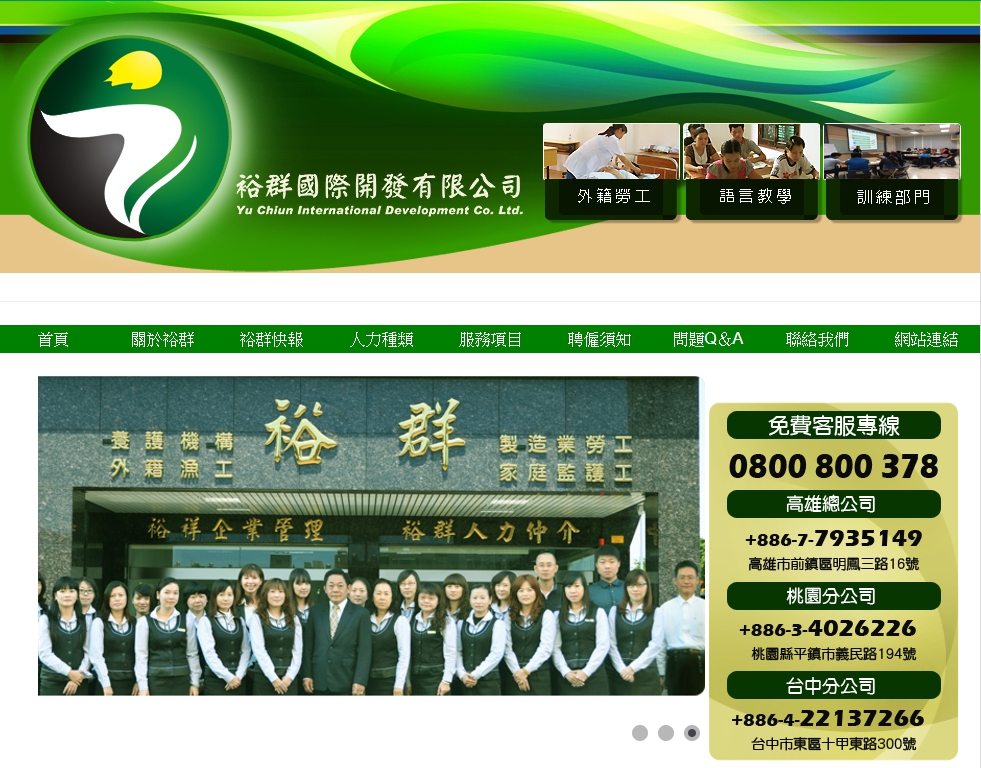 裕群國際開發有限公司
Yu Chiun International Development Co. Ltd.
外籍勞工
語言教學
訓練部門
首頁 關於裕群 裕群快報 人力種類 服務項目 聘僱須知 問題Q&A 聯絡我們 網站連結
養護機構
外籍漁工
裕群
製造業勞工
家庭監護工
裕祥企業管理 裕群人力仲介
免費客服專線
0800 800 378
高雄總公司
+886-7-7935149
高雄市前鎮區明鳳三路16號
桃園分公司
+886-3-4026226
桃園縣平鎮市義民路194號
台中分公司
+886-4-22137266
台中市東區十甲東路300號